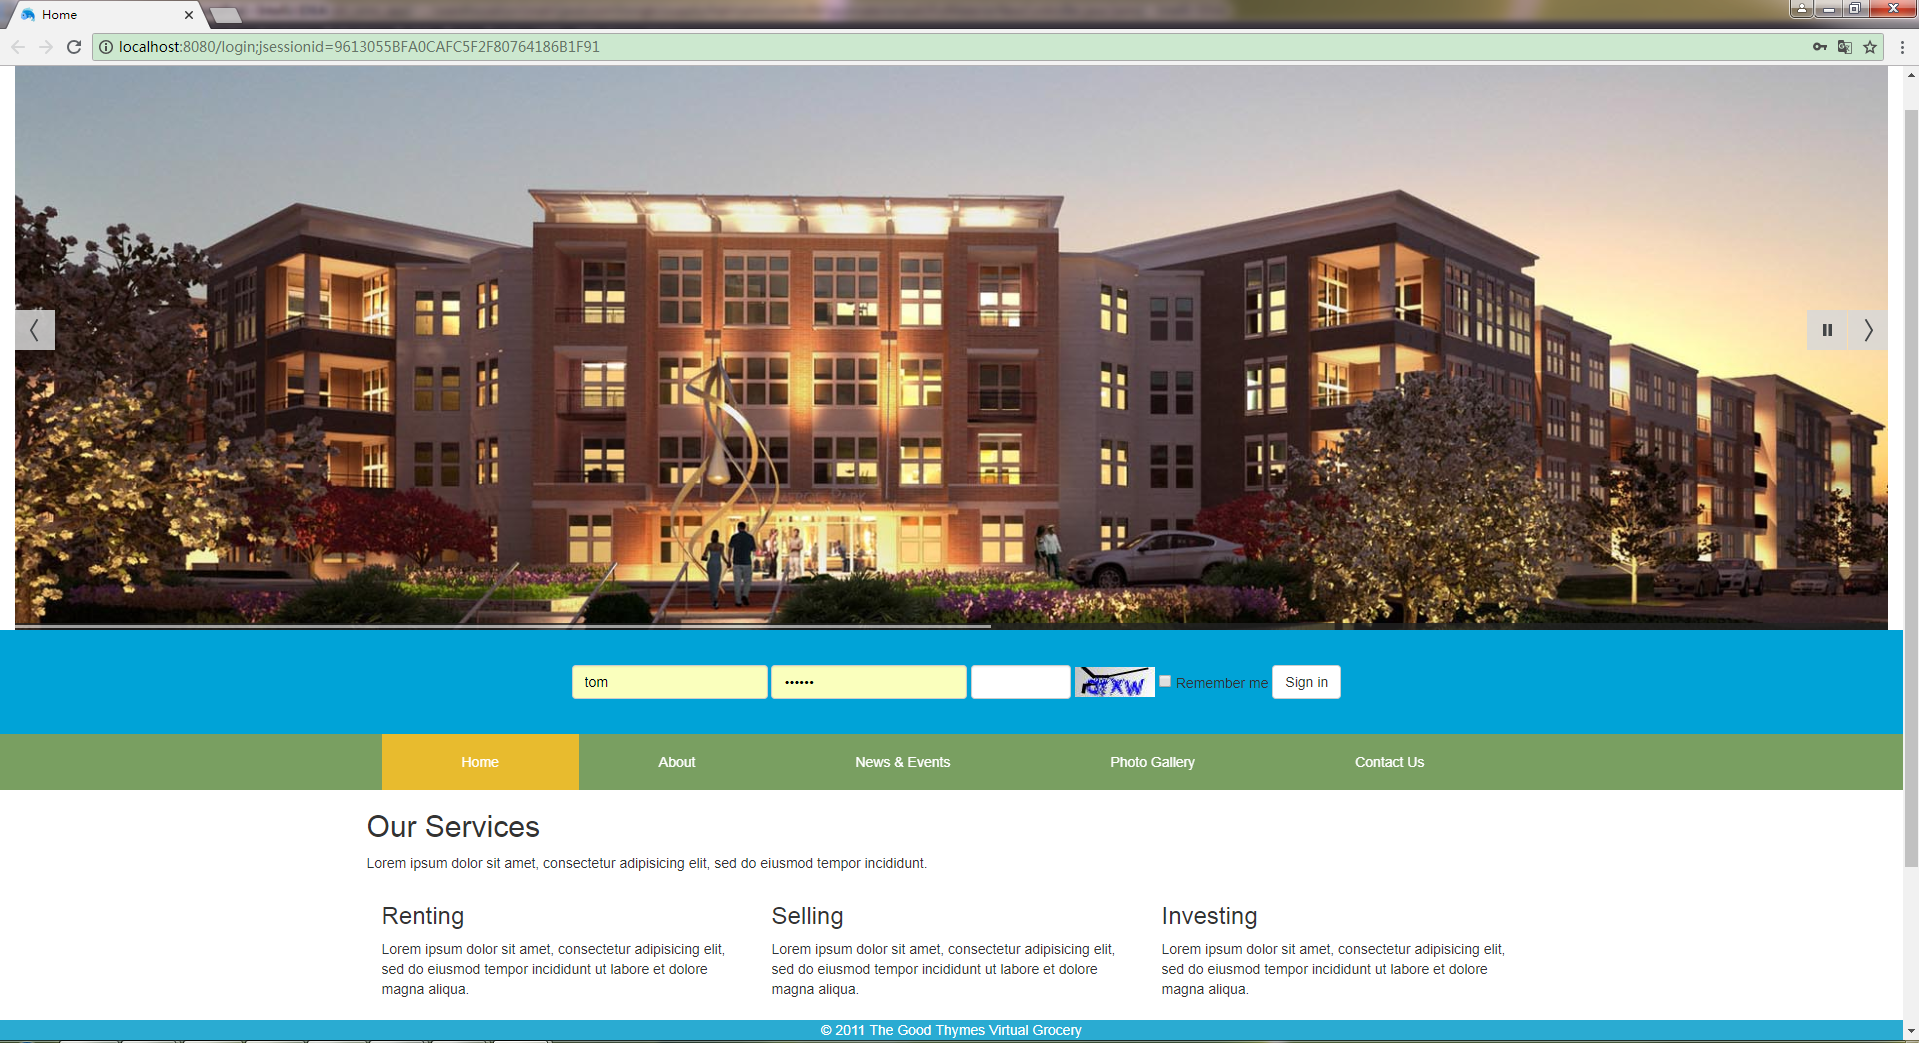 Home
localhost:8080/login;jsessionid=9613055BFA0CAFC5F2F80764186B1F91
tom
Remember me
Sign in
Home
About
News & Events
Photo Gallery
Contact Us
Our Services
Lorem ipsum dolor sit amet, consectetur adipisicing elit, sed do eiusmod tempor incididunt.
Renting
Lorem ipsum dolor sit amet, consectetur adipisicing elit,
sed do eiusmod tempor incididunt ut labore et dolore
magna aliqua.
Selling
Lorem ipsum dolor sit amet, consectetur adipisicing elit,
sed do eiusmod tempor incididunt ut labore et dolore
magna aliqua.
Investing
Lorem ipsum dolor sit amet, consectetur adipisicing elit,
sed do eiusmod tempor incididunt ut labore et dolore
magna aliqua.
© 2011 The Good Thymes Virtual Grocery